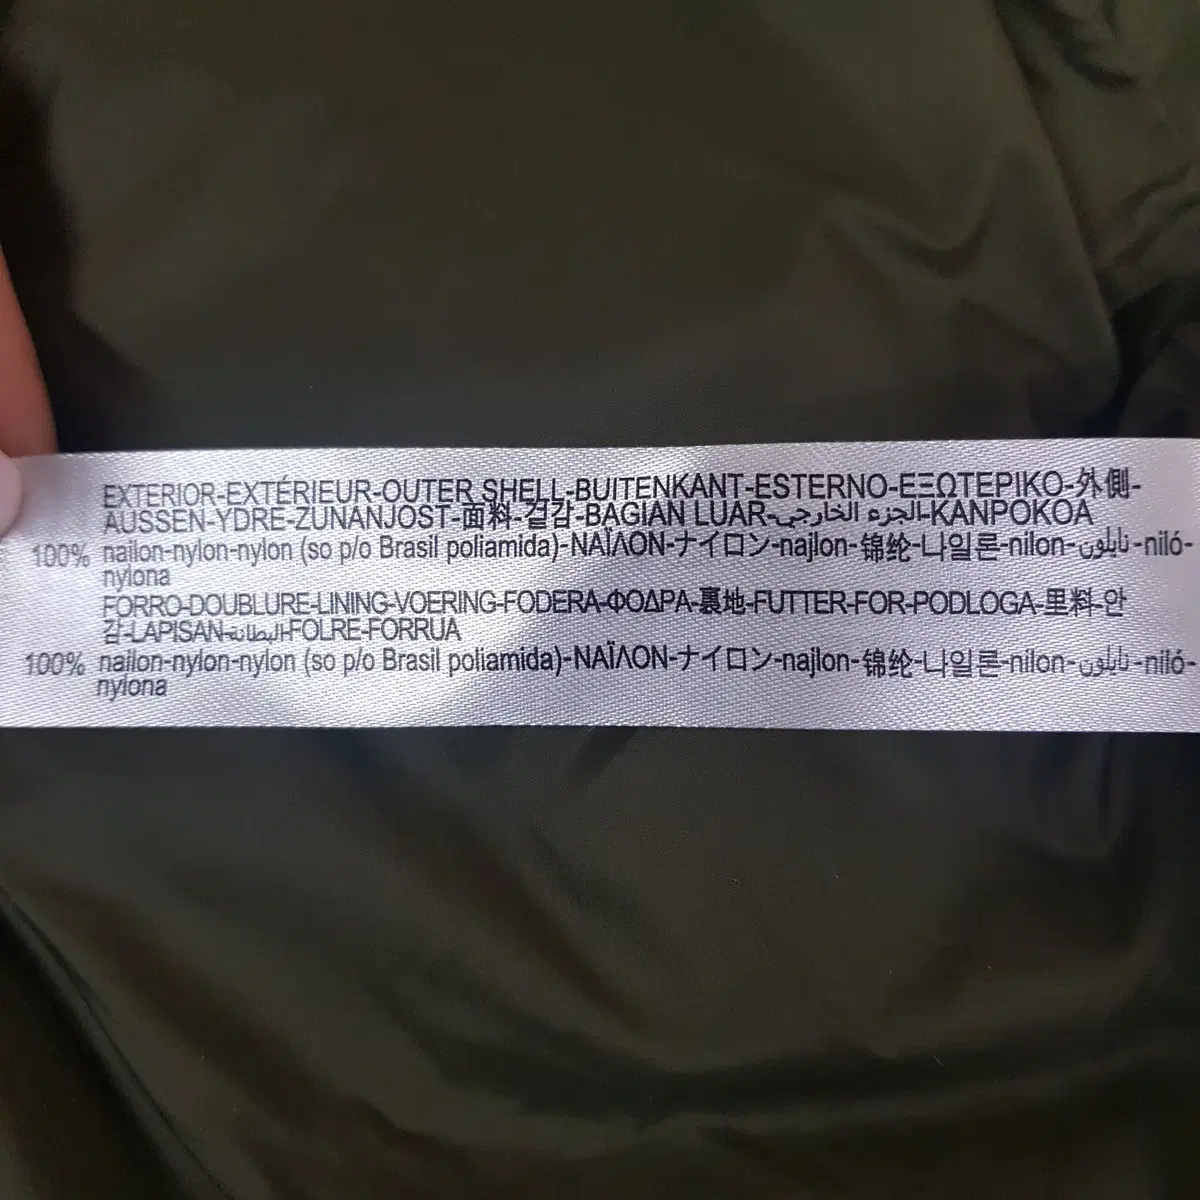 EXTERIOR-EXTÉRIEUR-OUTER SHELL-BUITENKANT-ESTERNO-ΕΞΩΤΕΡΙΚΟ-外側-
AUSSEN-YDRE-ZUNANJOST-面料-겉감-BAGIAN LUAR-الجزء الخارجي-KANPOKOA
100% nailon-nylon-nylon (so p/o Brasil poliamida)-ΝΑΪΛΟΝ-ナイロン-najlon-锦纶-나일론-nilon-نايلون-niló-
nylona
FORRO-DOUBLURE-LINING-VOERING-FODERA-ΦΟΔΡΑ-裏地-FUTTER-FOR-PODLOGA-里料-안
감-LAPISAN-البطانة-FOLRE-FORRUA
100% nailon-nylon-nylon (so p/o Brasil poliamida)-ΝΑΪΛΟΝ-ナイロン-najlon-锦纶-나일론-nilon-نايلون-niló-
nylona